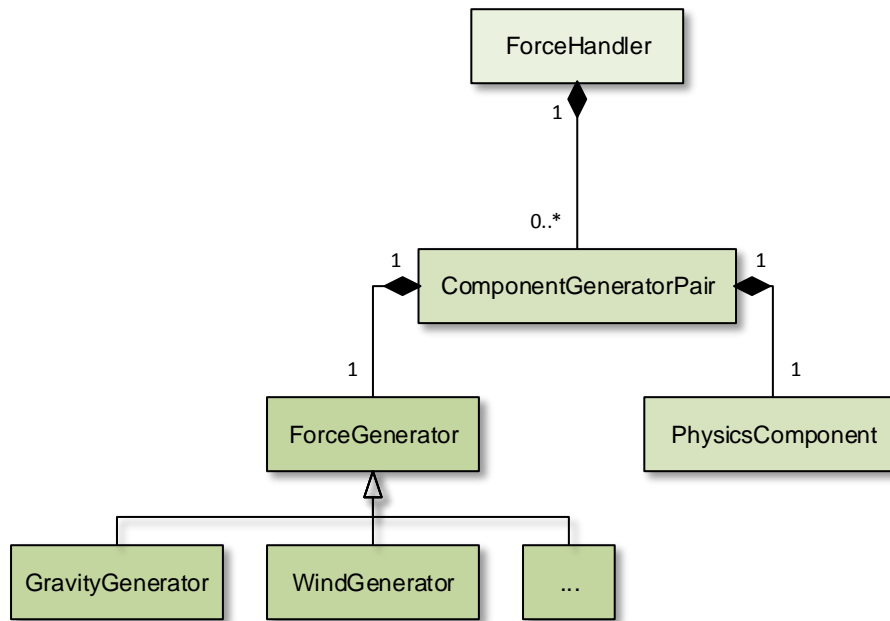 ForceHandler
1
0..*
1
ComponentGeneratorPair
1
1
1
ForceGenerator
PhysicsComponent
GravityGenerator
WindGenerator
...